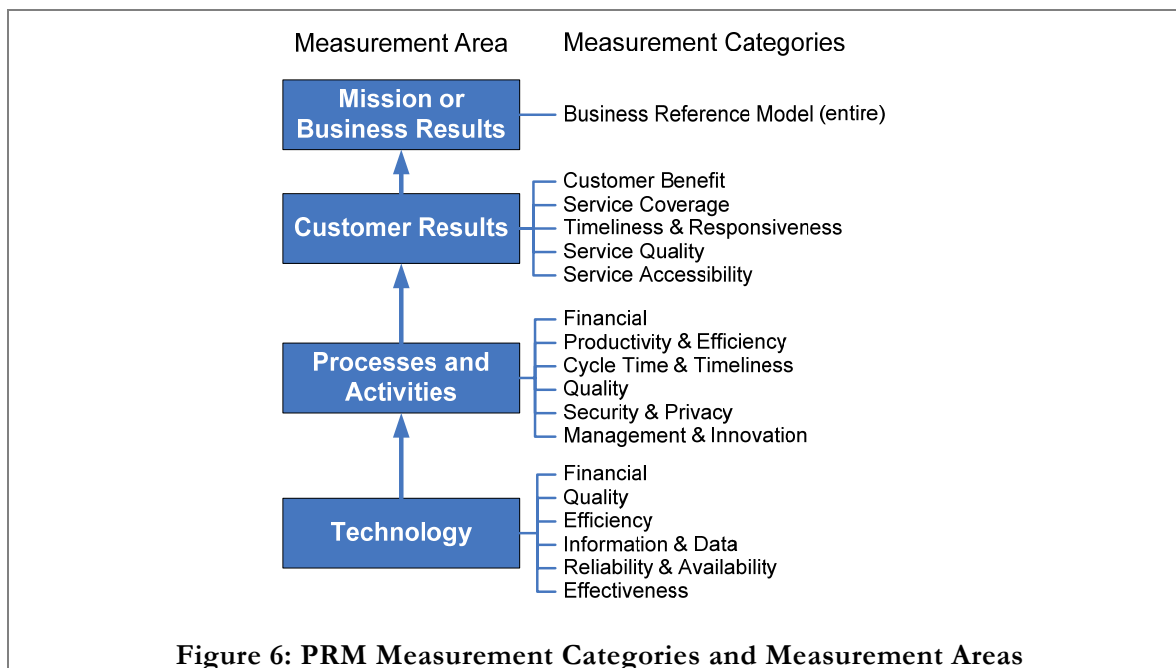 Measurement Area Measurement Categories
Mission or
Business Results
Business Reference Model (entire)
Customer Results
Customer Benefit
Service Coverage
Timeliness & Responsiveness
Service Quality
Service Accessibility
Processes and
Activities
Financial
Productivity & Efficiency
Cycle Time & Timeliness
Quality
Security & Privacy
Management & Innovation
Technology
Financial
Quality
Efficiency
Information & Data
Reliability & Availability
Effectiveness
Figure 6: PRM Measurement Categories and Measurement Areas